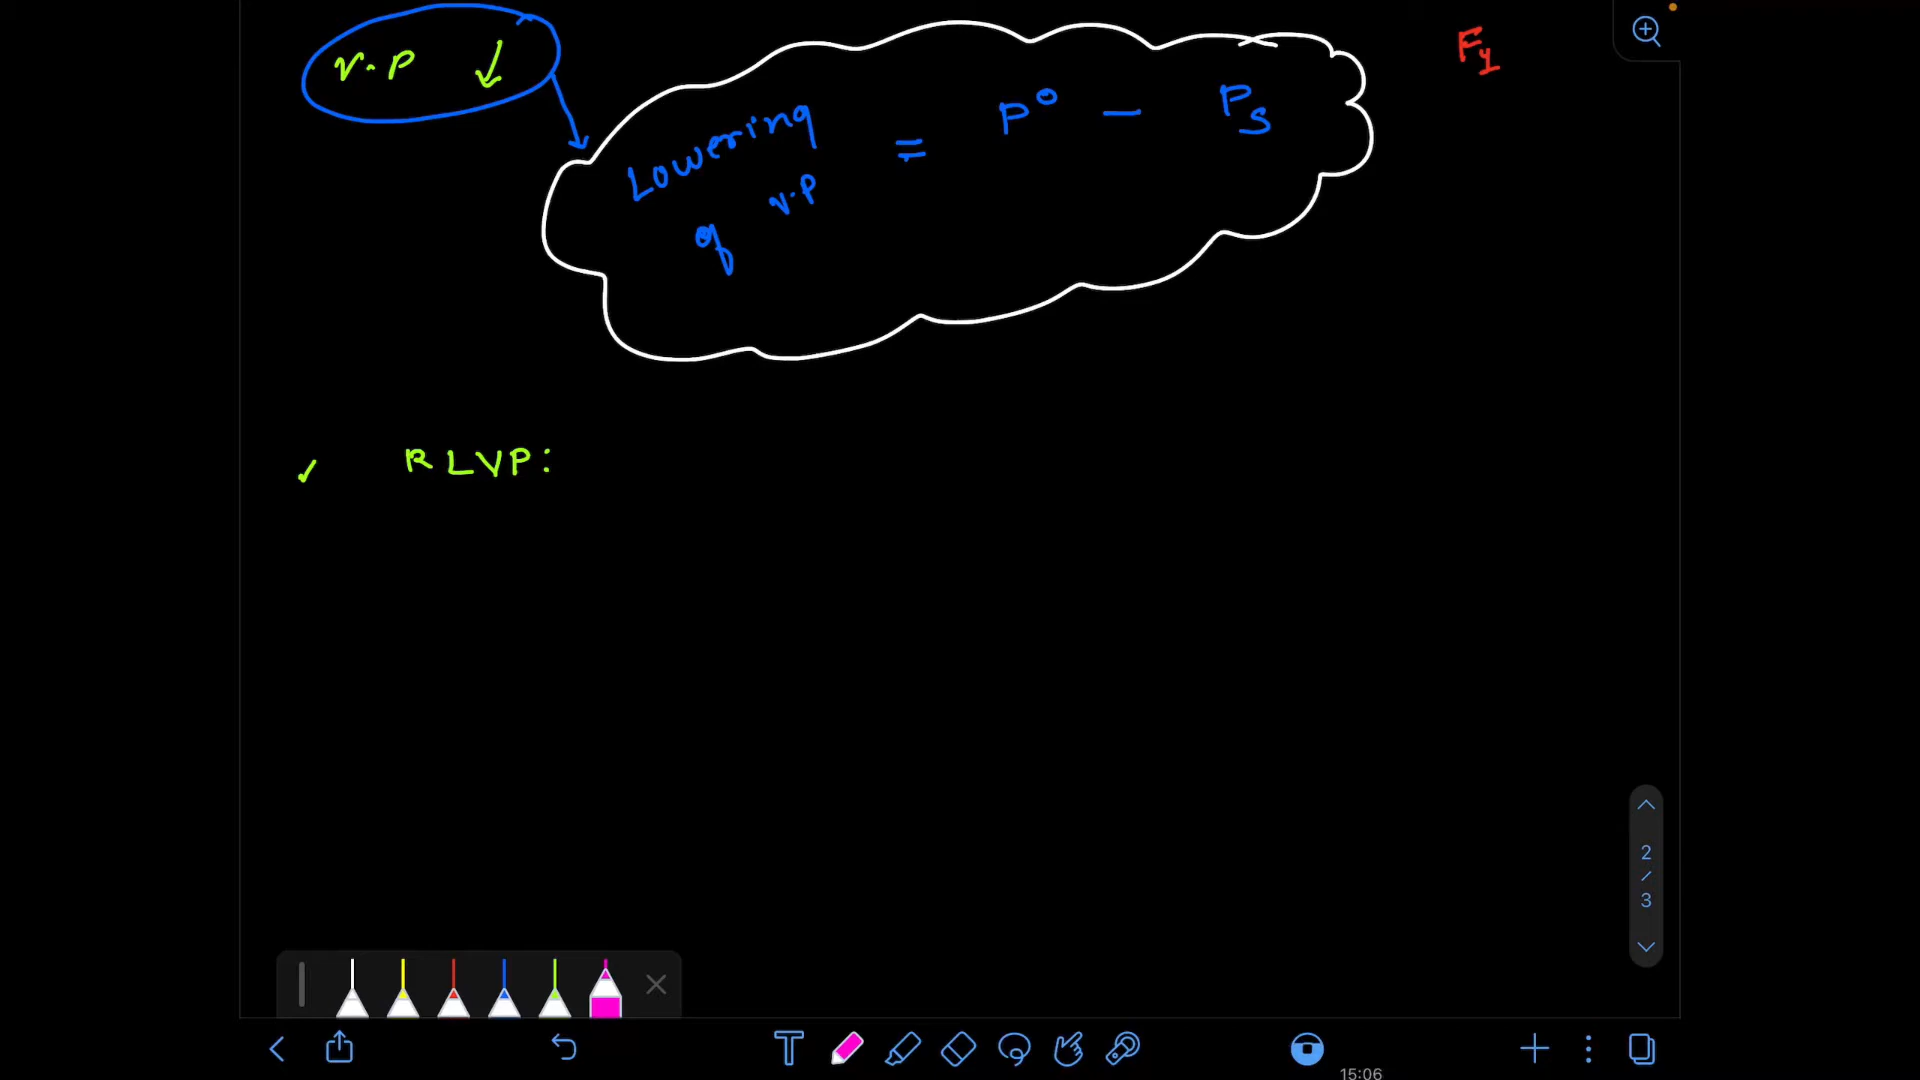 v.p ↓
F1
Lowering of v.p = P° - Ps
✓ RLVP:
2
/
3
T
15:06